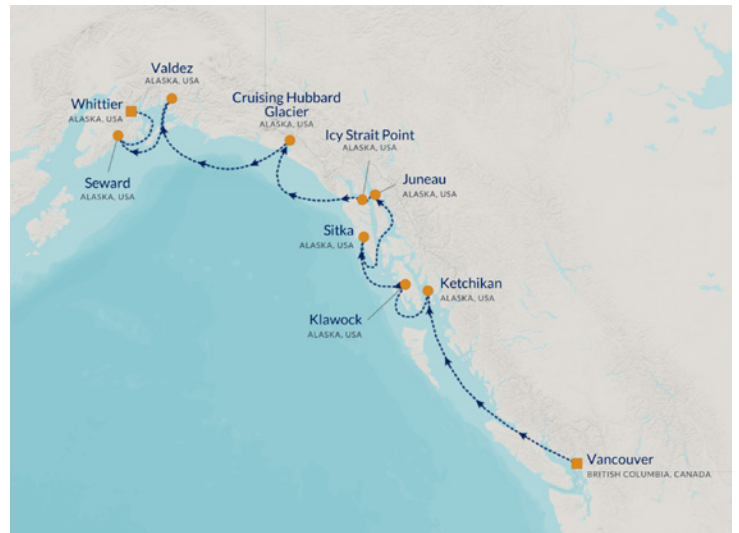 Valdez
ALASKA, USA
Whittier
ALASKA, USA
Cruising Hubbard
Glacier
ALASKA, USA
Icy Strait Point
ALASKA, USA
Seward
ALASKA, USA
Juneau
ALASKA, USA
Sitka
ALASKA, USA
Ketchikan
ALASKA, USA
Klawock
ALASKA, USA
Vancouver
BRITISH COLUMBIA, CANADA